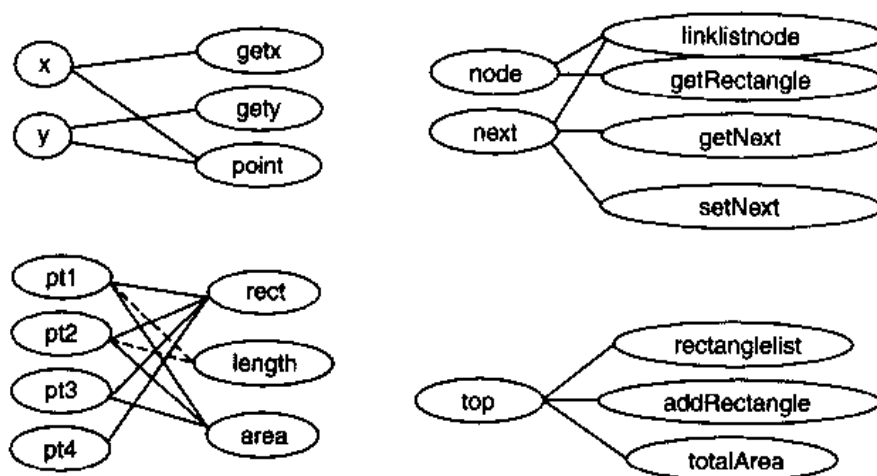 x
getx
y
gety
point
node
linklistnode
getRectangle
next
getNext
setNext
pt1
rect
pt2
length
pt3
pt4
area
top
rectanglelist
addRectangle
totalArea